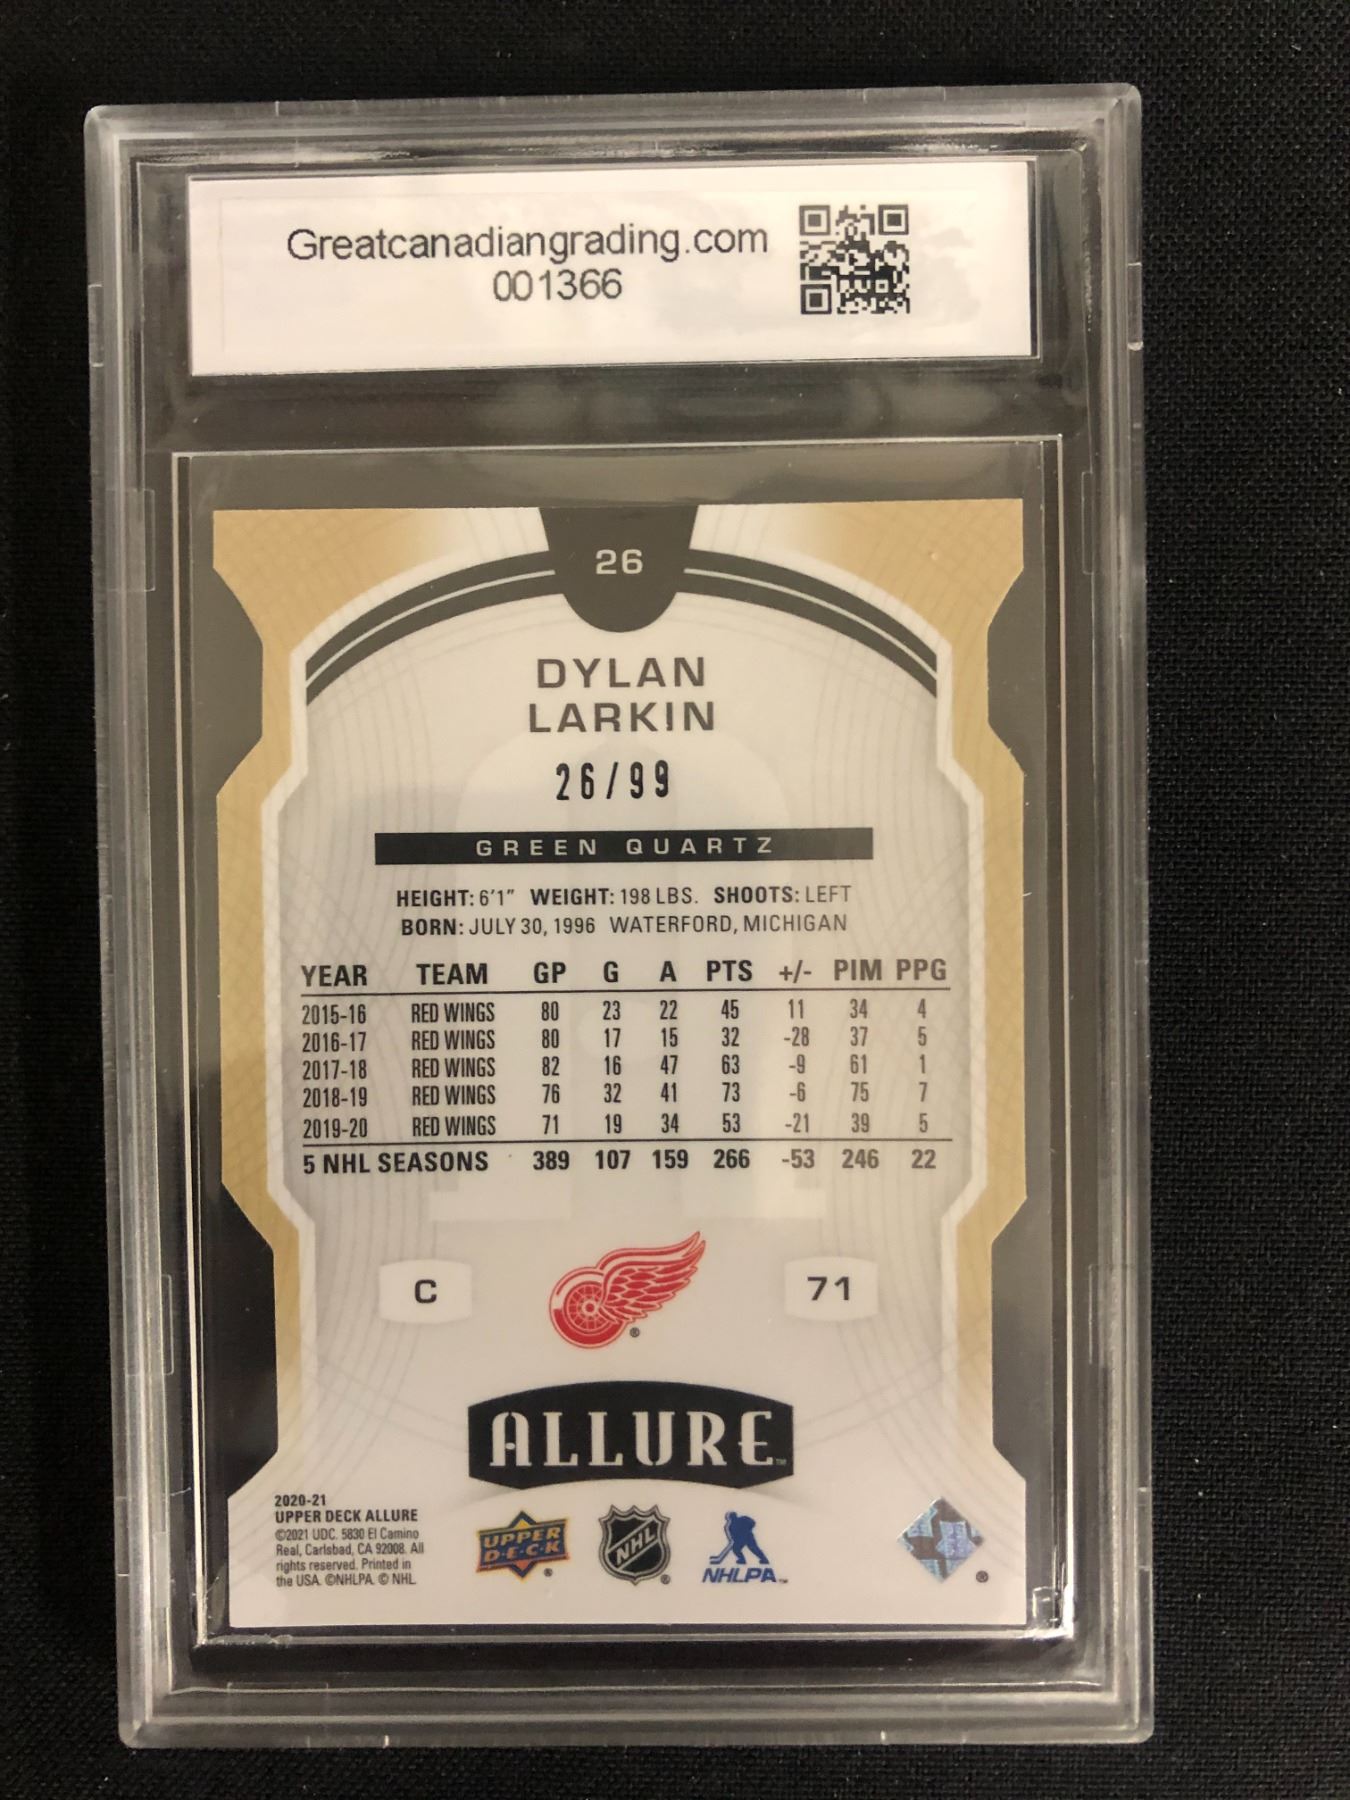 Greatcanadiangrading.com
001366
26
DYLAN
LARKIN
26/99
GREEN QUARTZ
HEIGHT: 6'1" WEIGHT: 198 LBS. SHOOTS: LEFT
BORN: JULY 30, 1996 WATERFORD, MICHIGAN
YEAR TEAM GP G A PTS +/- PIM PPG
2015-16 RED WINGS 80 23 22 45 11 34 4
2016-17 RED WINGS 80 17 15 32 -28 37 5
2017-18 RED WINGS 82 16 47 63 -9 61 1
2018-19 RED WINGS 76 32 41 73 -6 75 7
2019-20 RED WINGS 71 19 34 53 -21 39 5
5 NHL SEASONS 389 107 159 266 -53 246 22
C
71
®
ALLURE™
2020-21
UPPER DECK ALLURE
©2021 UDC. 5830 El Camino
Real, Carlsbad, CA 92008. All
rights reserved. Printed in
the USA. ©NHLPA. © NHL
UPPER
D·E·C·K ®
NHL ®
NHLPA™
®